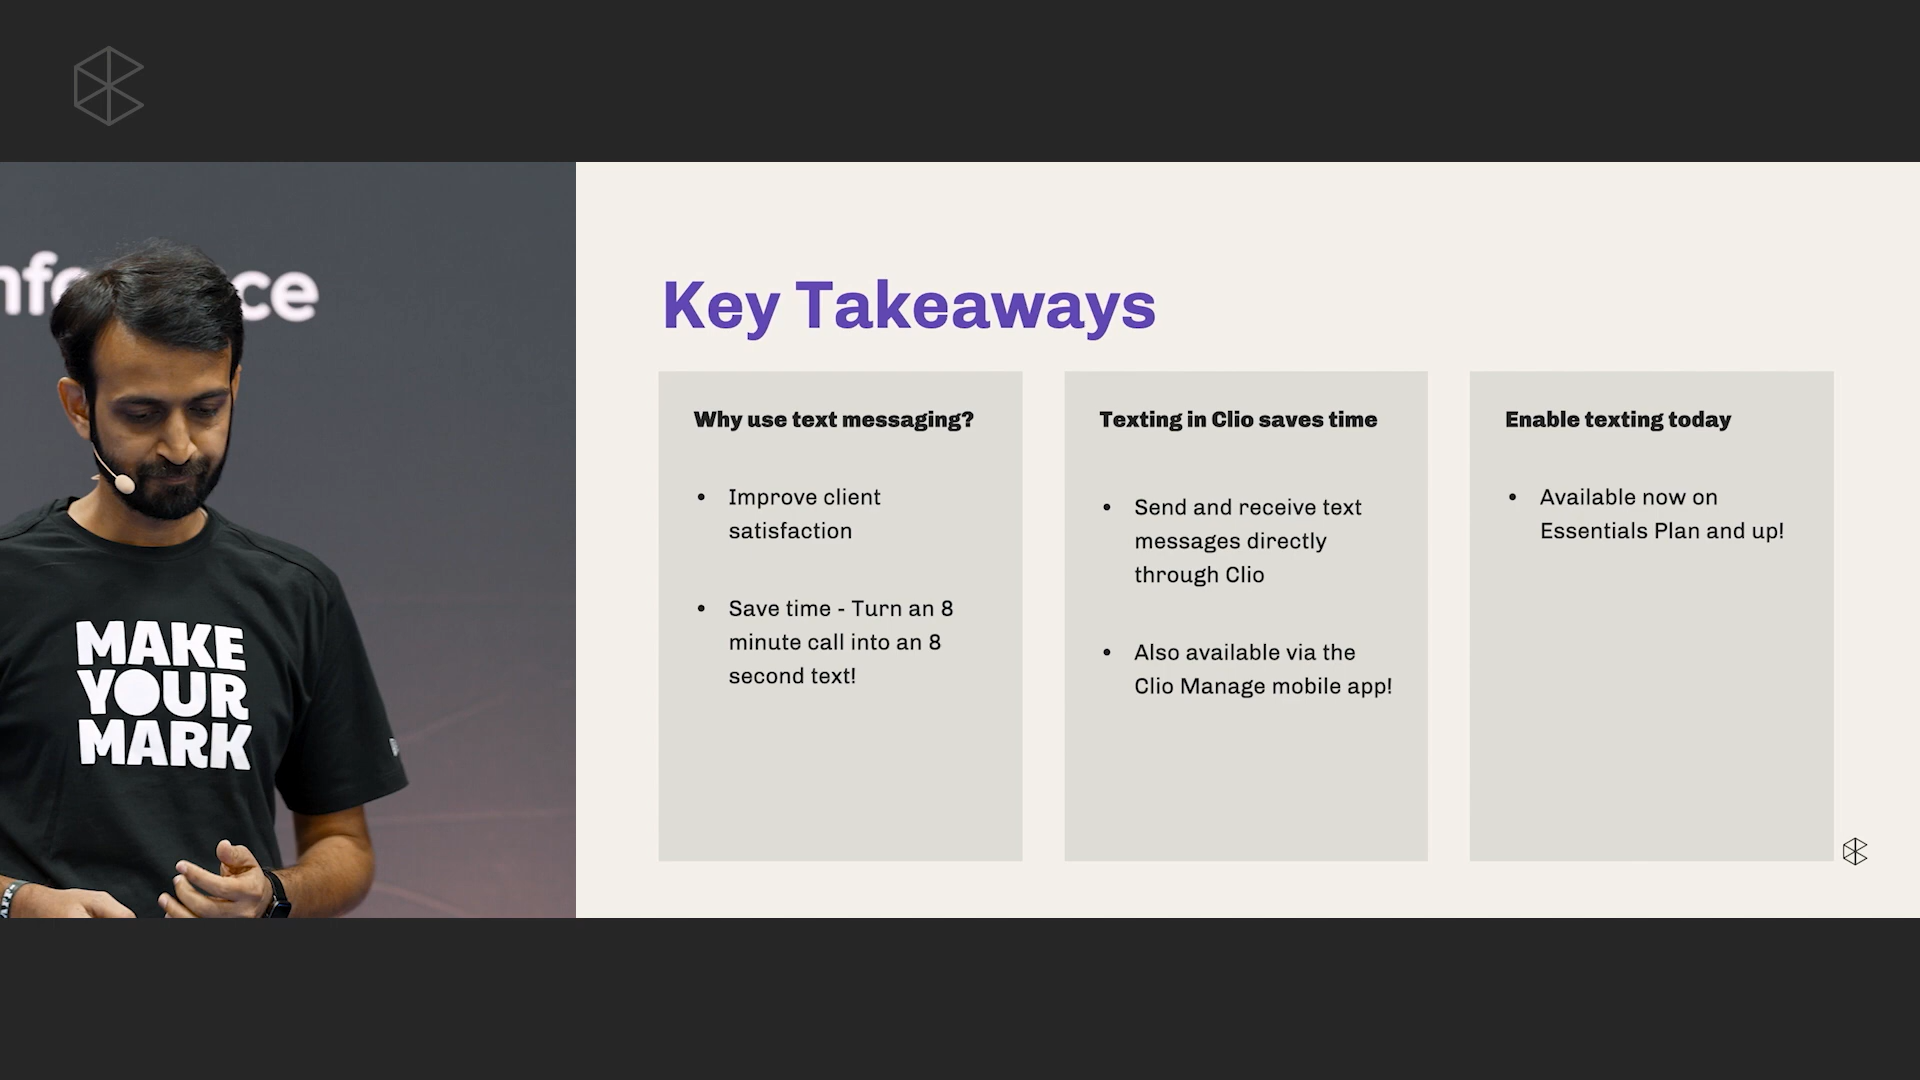 nfe ce
MAKE
YOUR
MARK
Key Takeaways
Why use text messaging?
• Improve client
satisfaction
• Save time - Turn an 8
minute call into an 8
second text!
Texting in Clio saves time
• Send and receive text
messages directly
through Clio
• Also available via the
Clio Manage mobile app!
Enable texting today
• Available now on
Essentials Plan and up!